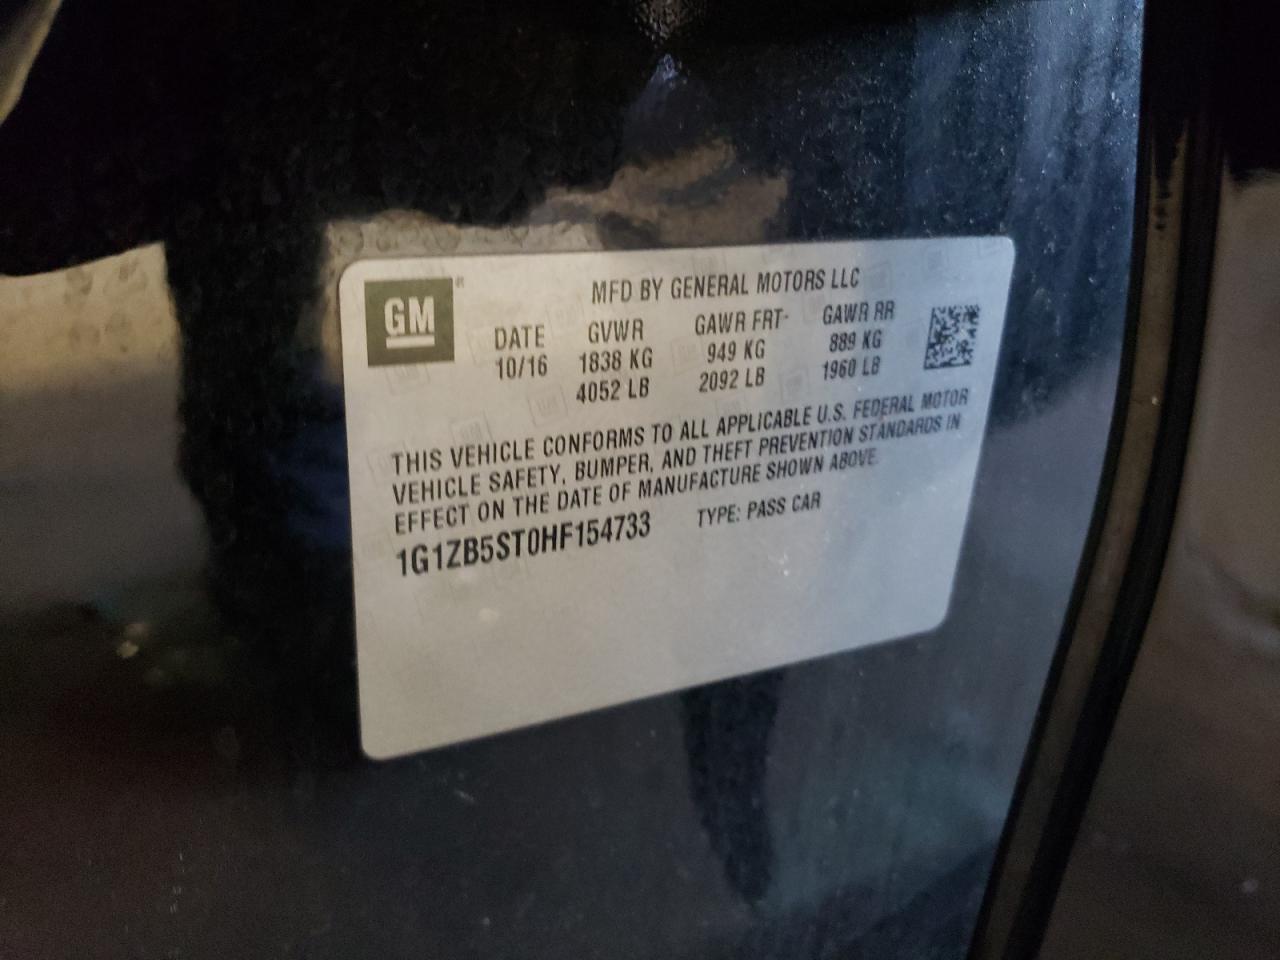 GM
MFD BY GENERAL MOTORS LLC
DATE GVWR GAWR FRT GAWR RR
10/16 1838 KG 949 KG 889 KG
4052 LB 2092 LB 1960 LB
THIS VEHICLE CONFORMS TO ALL APPLICABLE U.S. FEDERAL MOTOR
VEHICLE SAFETY, BUMPER, AND THEFT PREVENTION STANDARDS IN
EFFECT ON THE DATE OF MANUFACTURE SHOWN ABOVE.
1G1ZB5ST0HF154733 TYPE: PASS CAR